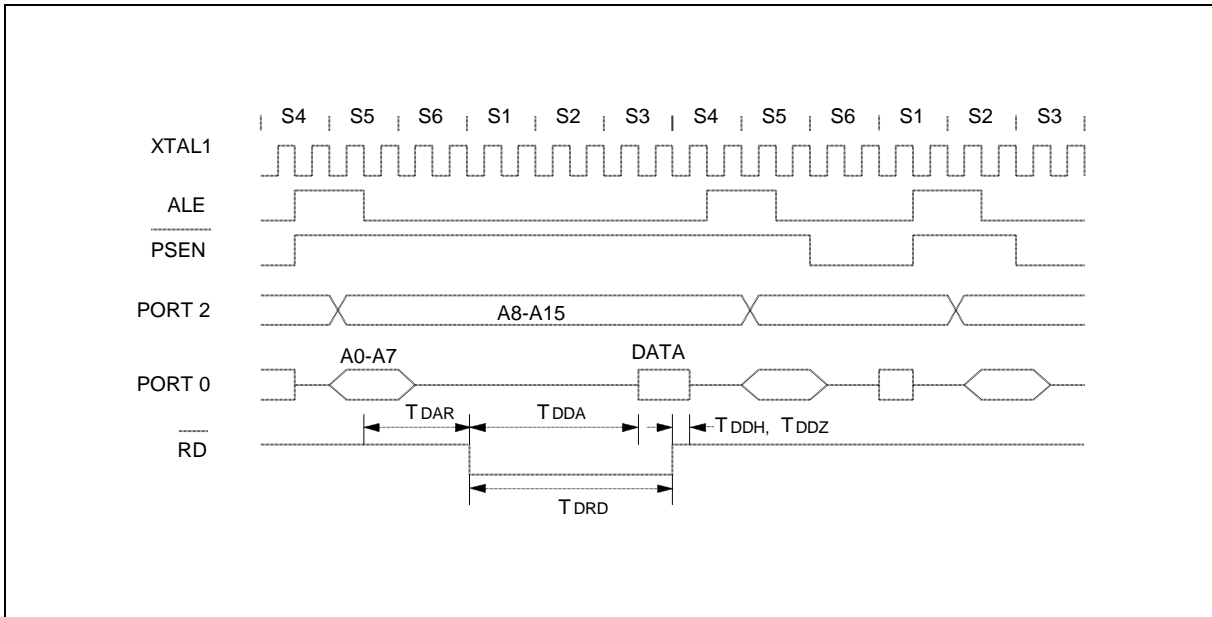 S4 S5 S6 S1 S2 S3 S4 S5 S6 S1 S2 S3
XTAL1
ALE
PSEN
PORT 2
A8-A15
A0-A7
DATA
PORT 0
TDAR
TDDA
TDDH, TDDZ
RD
TDRD